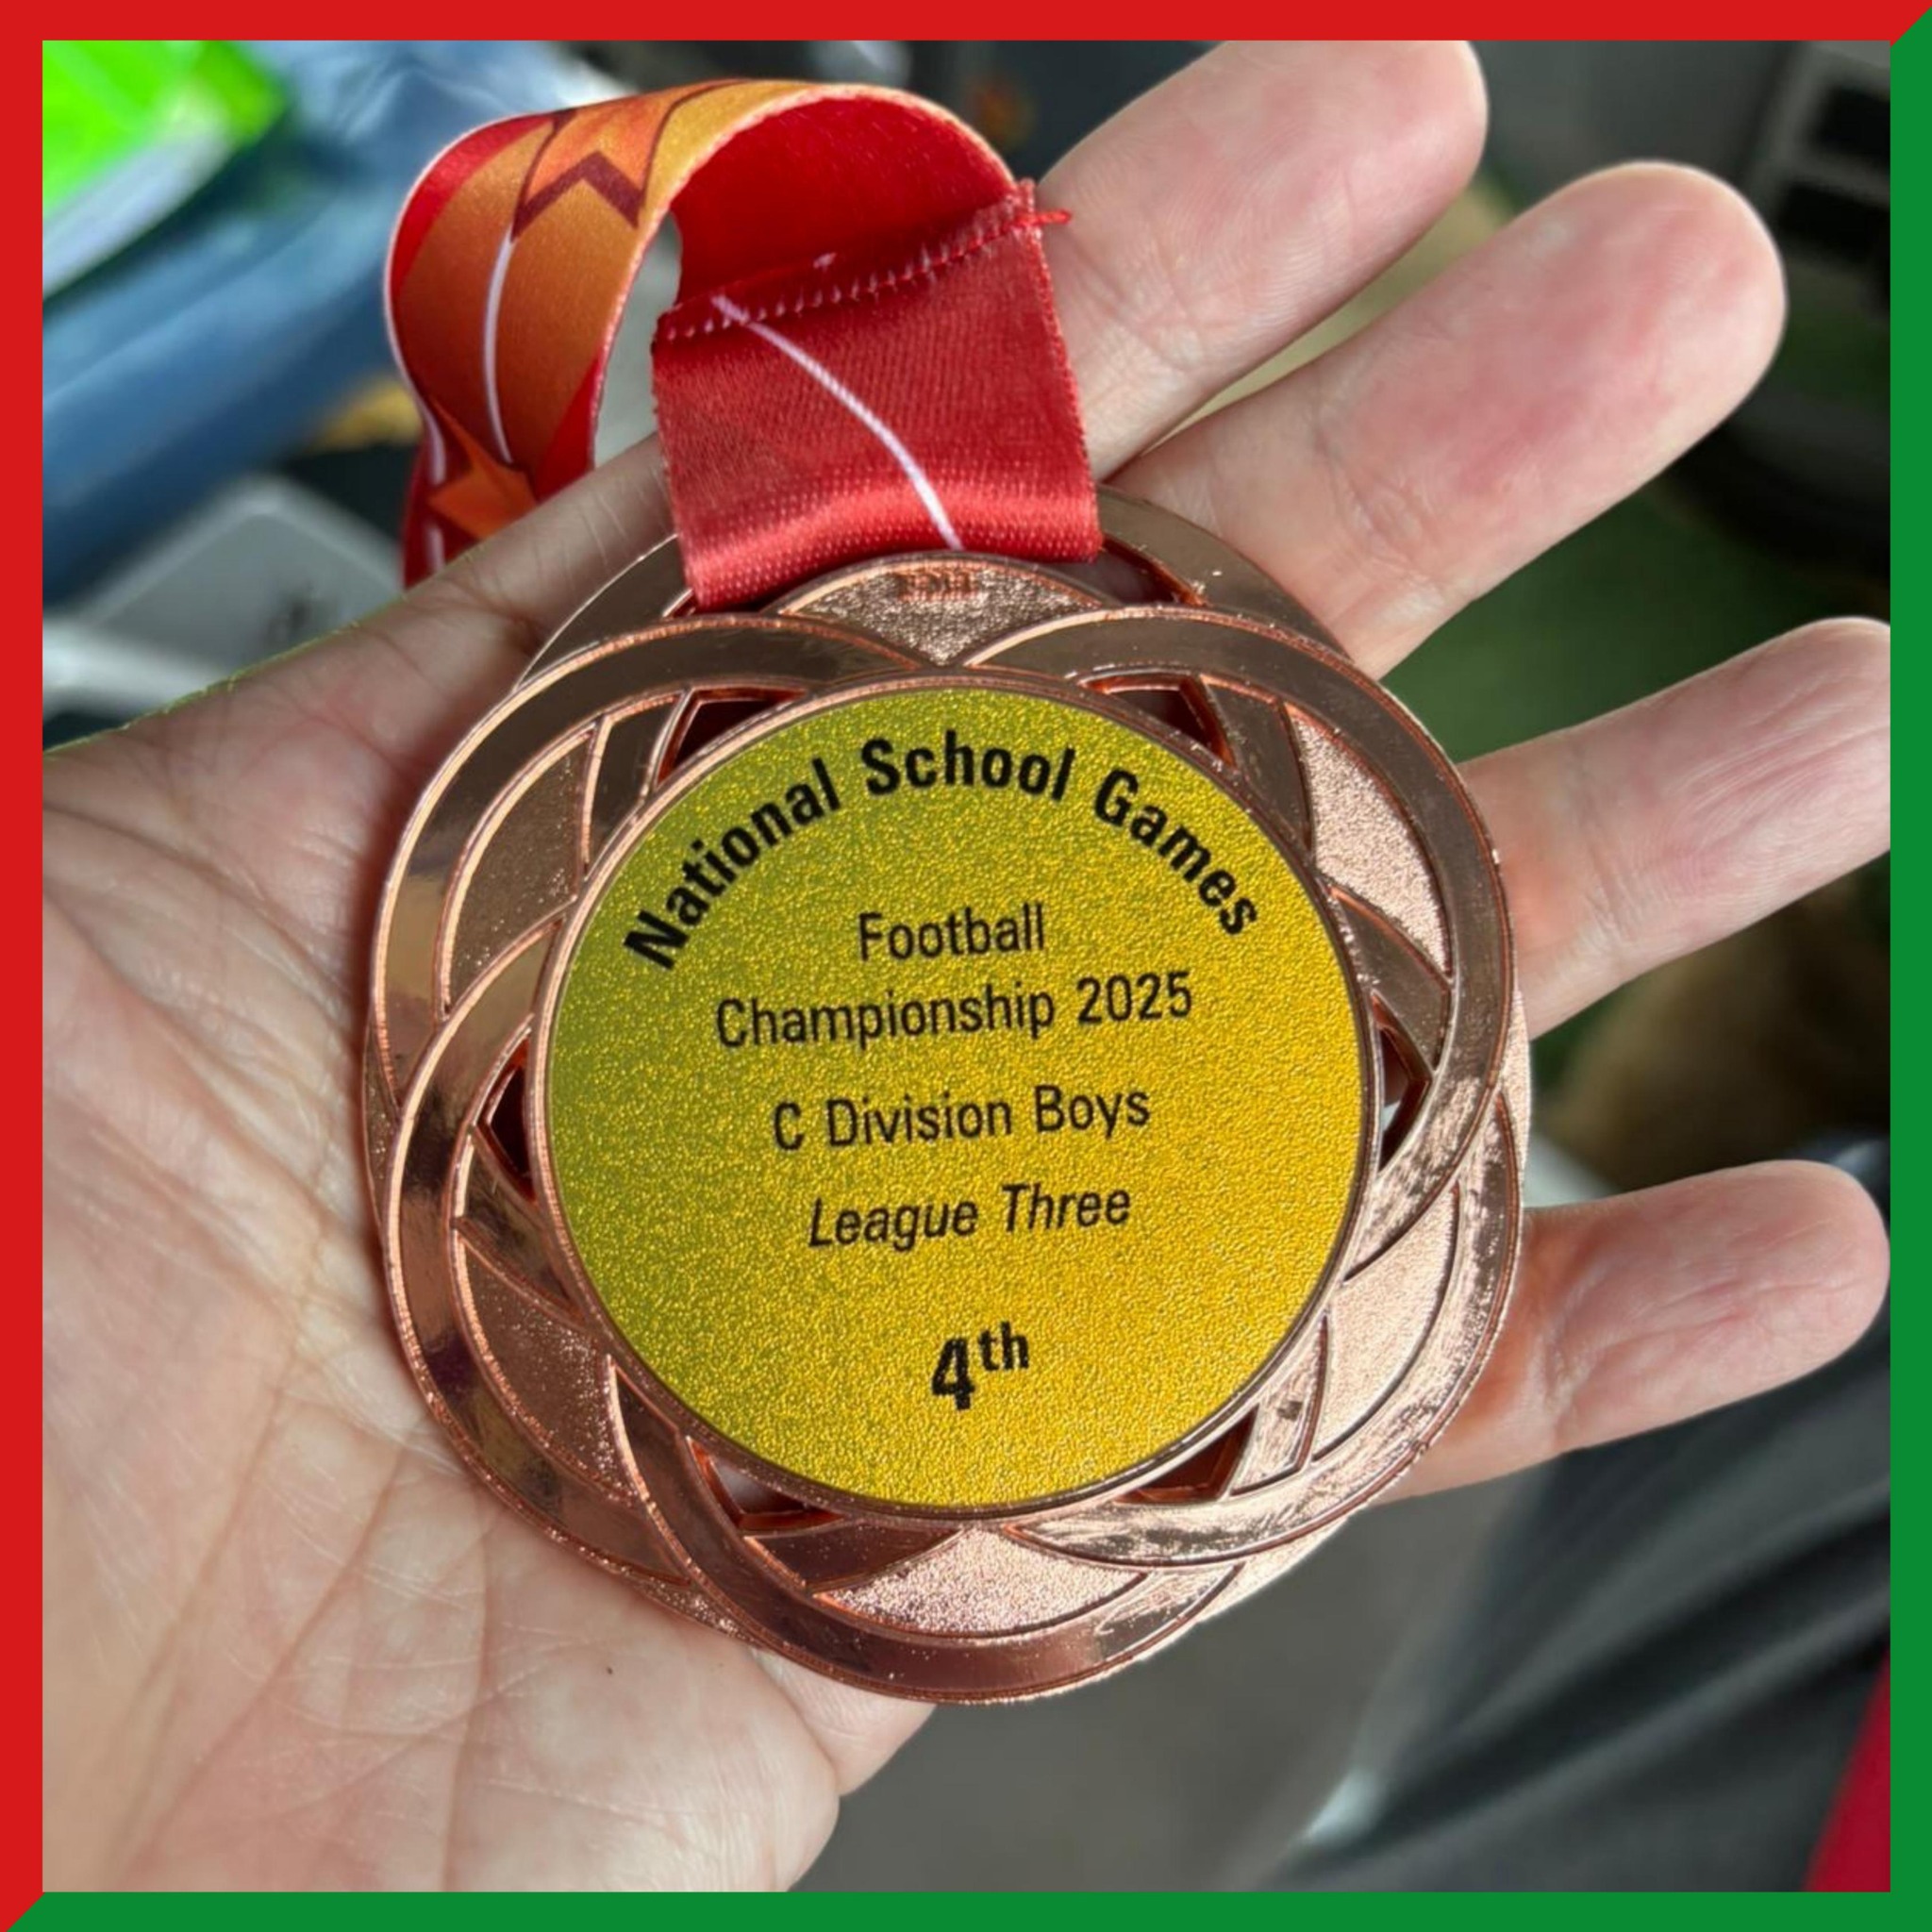 National School Games
Football
Championship 2025
C Division Boys
League Three
4th